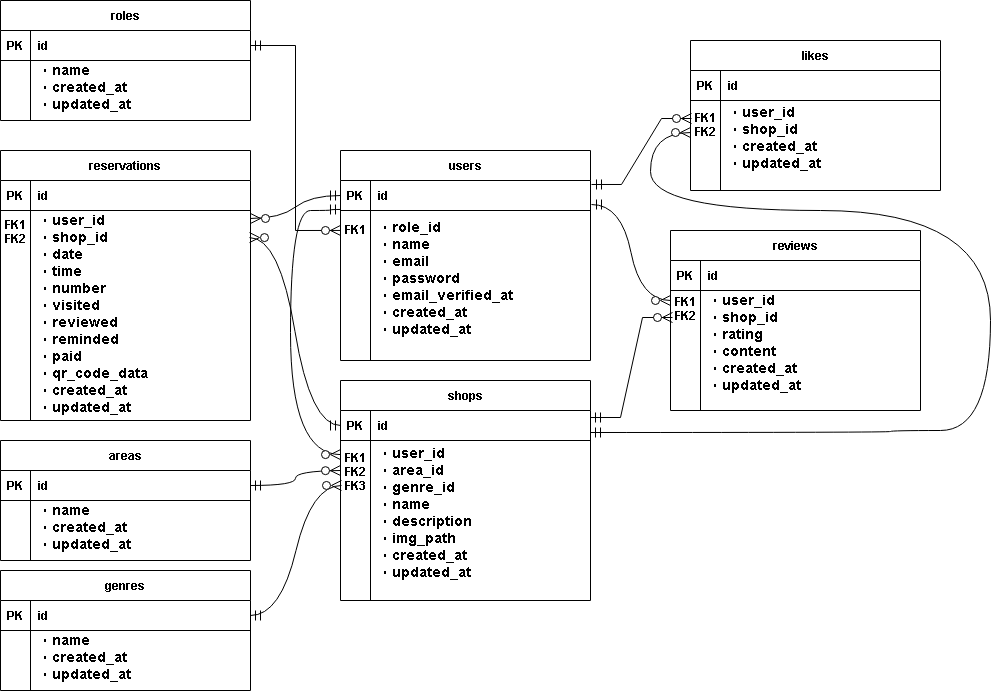 roles
PK id
· name
· created_at
· updated_at
reservations
PK id
FK1 · user_id
FK2 · shop_id
· date
· time
· number
· visited
· reviewed
· reminded
· paid
· qr_code_data
· created_at
· updated_at
areas
PK id
· name
· created_at
· updated_at
genres
PK id
· name
· created_at
· updated_at
users
PK id
FK1 · role_id
· name
· email
· password
· email_verified_at
· created_at
· updated_at
shops
PK id
FK1 · user_id
FK2 · area_id
FK3 · genre_id
· name
· description
· img_path
· created_at
· updated_at
likes
PK id
FK1 · user_id
FK2 · shop_id
· created_at
· updated_at
reviews
PK id
FK1 · user_id
FK2 · shop_id
· rating
· content
· created_at
· updated_at